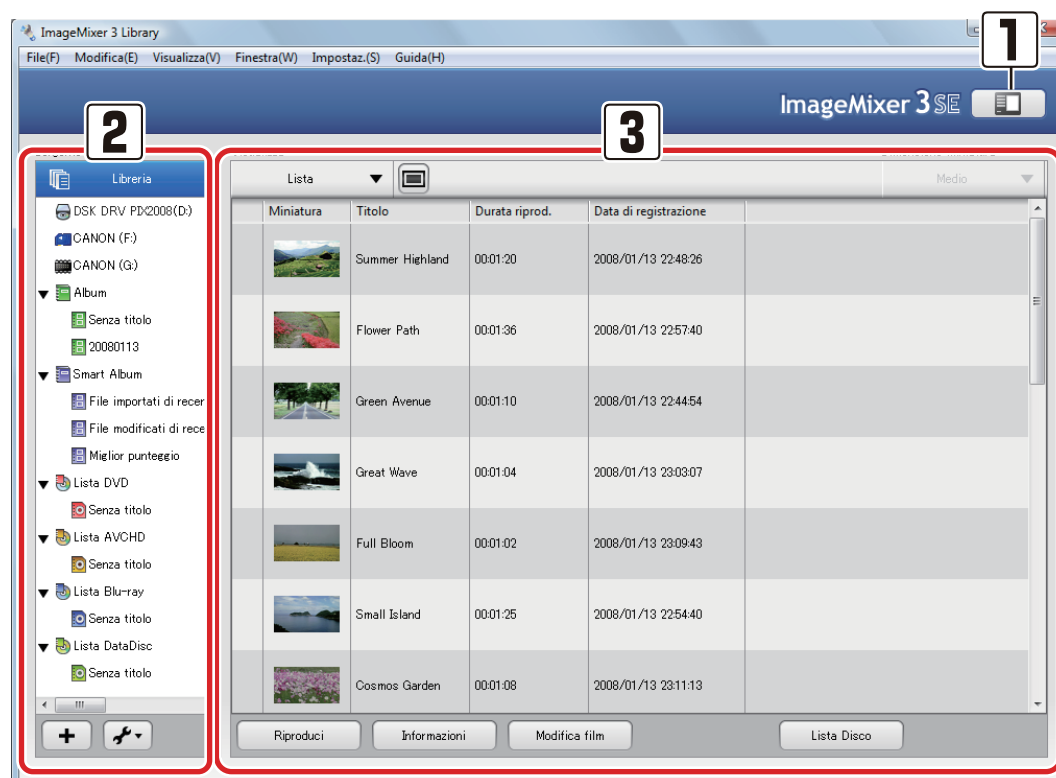 ImageMixer 3 Library
File(F) Modifica(E) Visualizza(V) Finestra(W) Impostaz.(S) Guida(H)
1
ImageMixer 3 SE
2
3
Libreria
Lista
Medio
DSK DRV PIX2008(D:)
CANON (F:)
CANON (G:)
Album
Senza titolo
20080113
Smart Album
File importati di recer
File modificati di rece
Miglior punteggio
Lista DVD
Senza titolo
Lista AVCHD
Senza titolo
Lista Blu-ray
Senza titolo
Lista DataDisc
Senza titolo
Miniatura Titolo Durata riprod. Data di registrazione
Summer Highland 00:01:20 2008/01/13 22:48:26
Flower Path 00:01:36 2008/01/13 22:57:40
Green Avenue 00:01:10 2008/01/13 22:44:54
Great Wave 00:01:04 2008/01/13 23:03:07
Full Bloom 00:01:02 2008/01/13 23:09:43
Small Island 00:01:25 2008/01/13 22:54:40
Cosmos Garden 00:01:08 2008/01/13 23:11:13
Riproduci Informazioni Modifica film Lista Disco